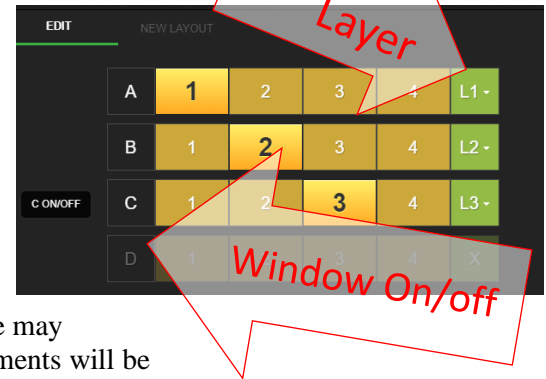 Layer
EDIT NEW LAYOUT
A 1 2 3 4 L1
B 1 2 3 4 L2
C ON/OFF C 1 2 3 4 L3
D 1 2 3 4 X
Window On/off
e may
ments will be